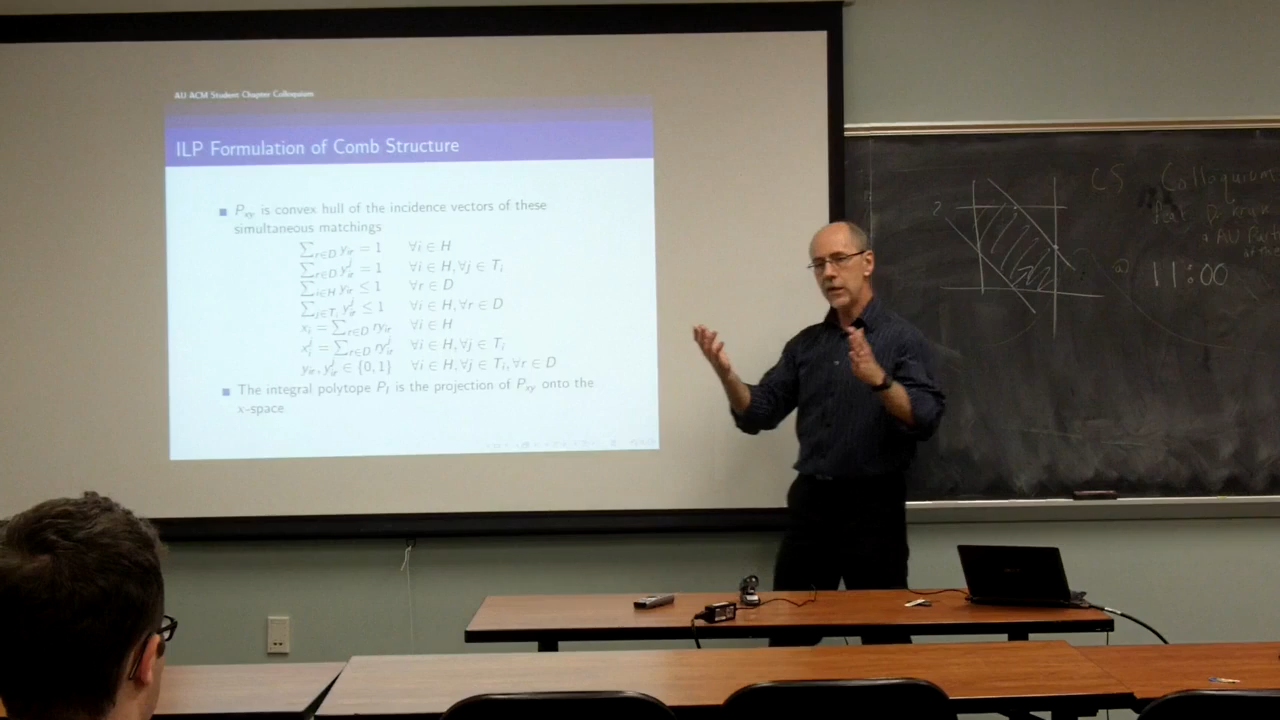 AU ACM Student Chapter Colloquium
ILP Formulation of Comb Structure
P_xy is convex hull of the incidence vectors of these
simultaneous matchings
∑_{r∈D} y_ir = 1 ∀i ∈ H
∑_{r∈D} y^j_ir = 1 ∀i ∈ H, ∀j ∈ T_i
∑_{i∈H} y_ir ≤ 1 ∀r ∈ D
∑_{j∈T_i} y^j_ir ≤ 1 ∀i ∈ H, ∀r ∈ D
x_i = ∑_{r∈D} ry_ir ∀i ∈ H
x^j_i = ∑_{r∈D} ry^j_ir ∀i ∈ H, ∀j ∈ T_i
y_ir, y^j_ir ∈ {0, 1} ∀i ∈ H, ∀j ∈ T_i, ∀r ∈ D
The integral polytope P_I is the projection of P_xy onto the
x-space
?
CS Colloquium
AU
@ 11:00